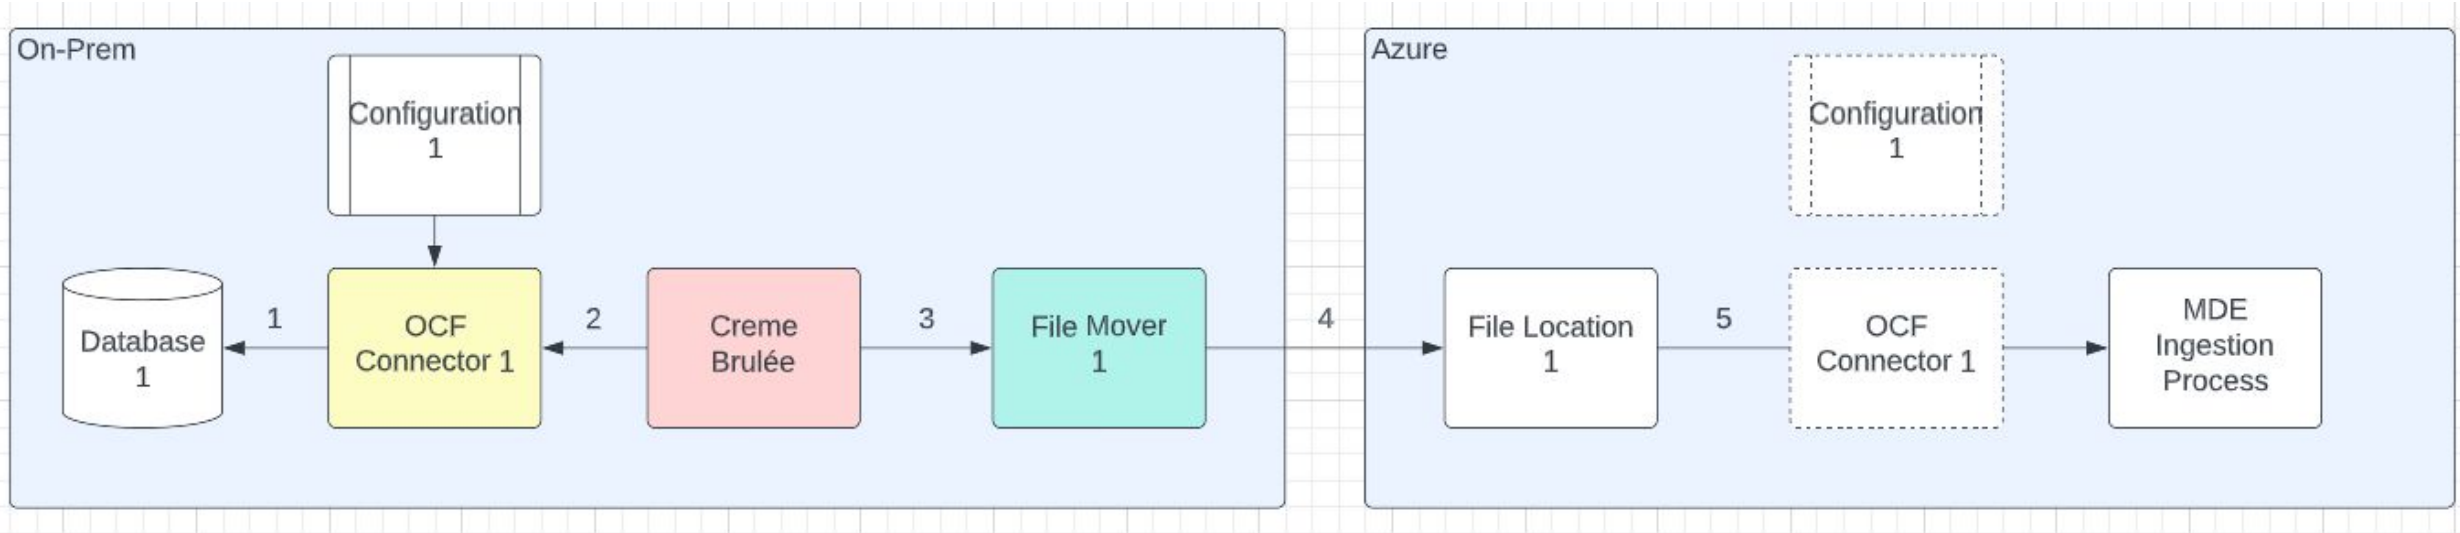 On-Prem
Configuration
1
Database
1
1
OCF
Connector 1
2
Creme
Brulée
3
File Mover
1
4
Azure
Configuration
1
File Location
1
5
OCF
Connector 1
MDE
Ingestion
Process